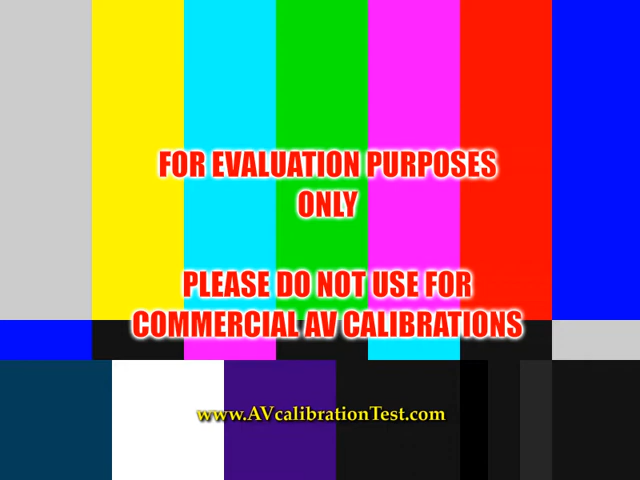 FOR EVALUATION PURPOSES
ONLY
PLEASE DO NOT USE FOR
COMMERCIAL AV CALIBRATIONS
www.AVcalibrationTest.com